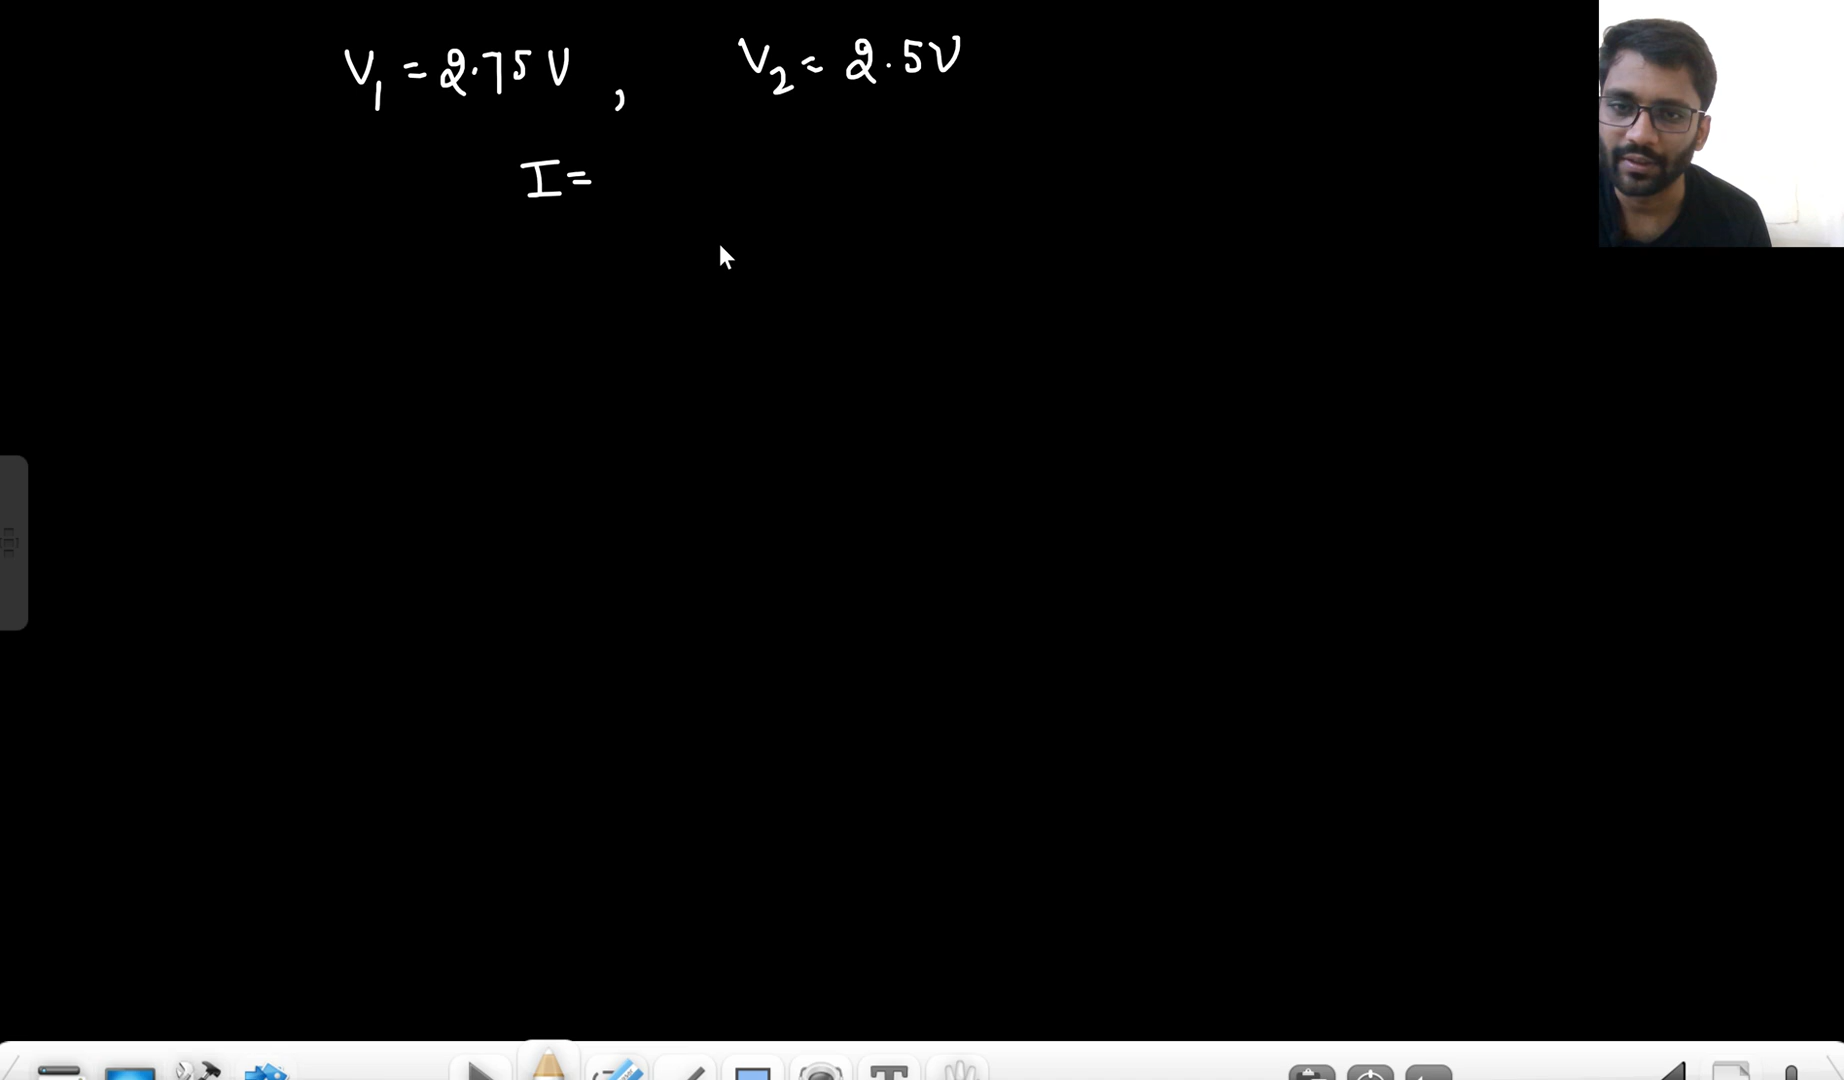 V₁ = 2.75 V , V₂ = 2.5V
I =